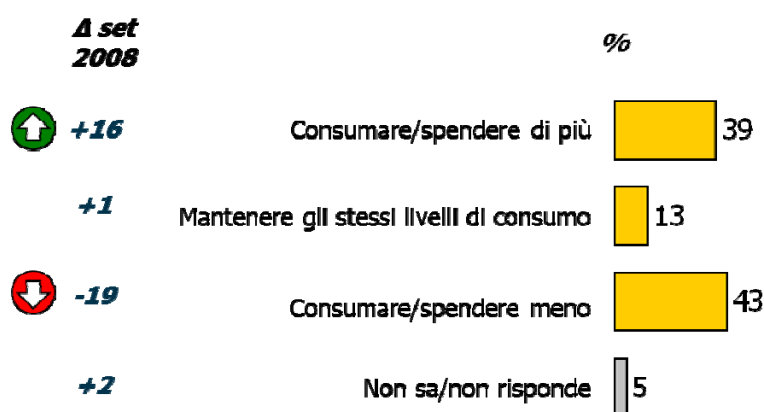 Δ set
2008
%
+16 Consumare/spendere di più 39
+1 Mantenere gli stessi livelli di consumo 13
-19 Consumare/spendere meno 43
+2 Non sa/non risponde 5